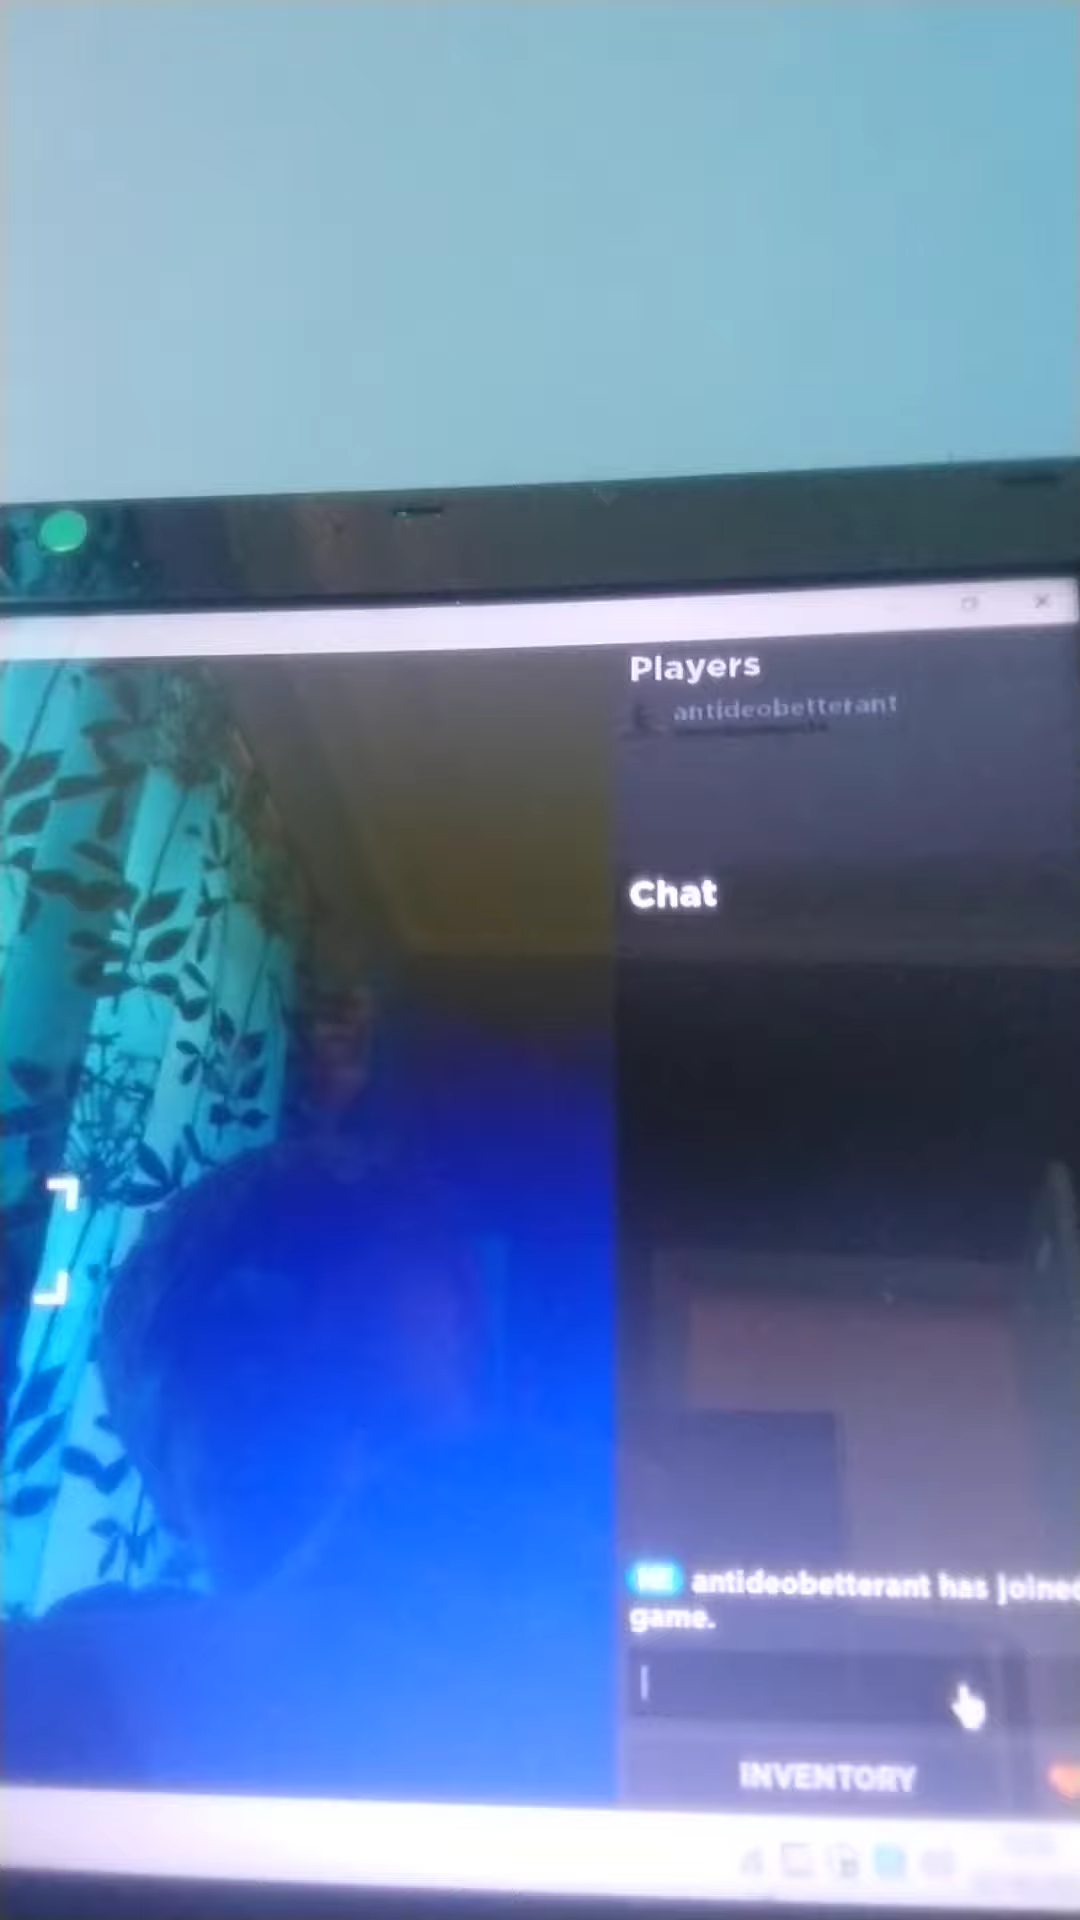 Players
antideobetterant
Chat
antideobetterant has joined
game.
INVENTORY